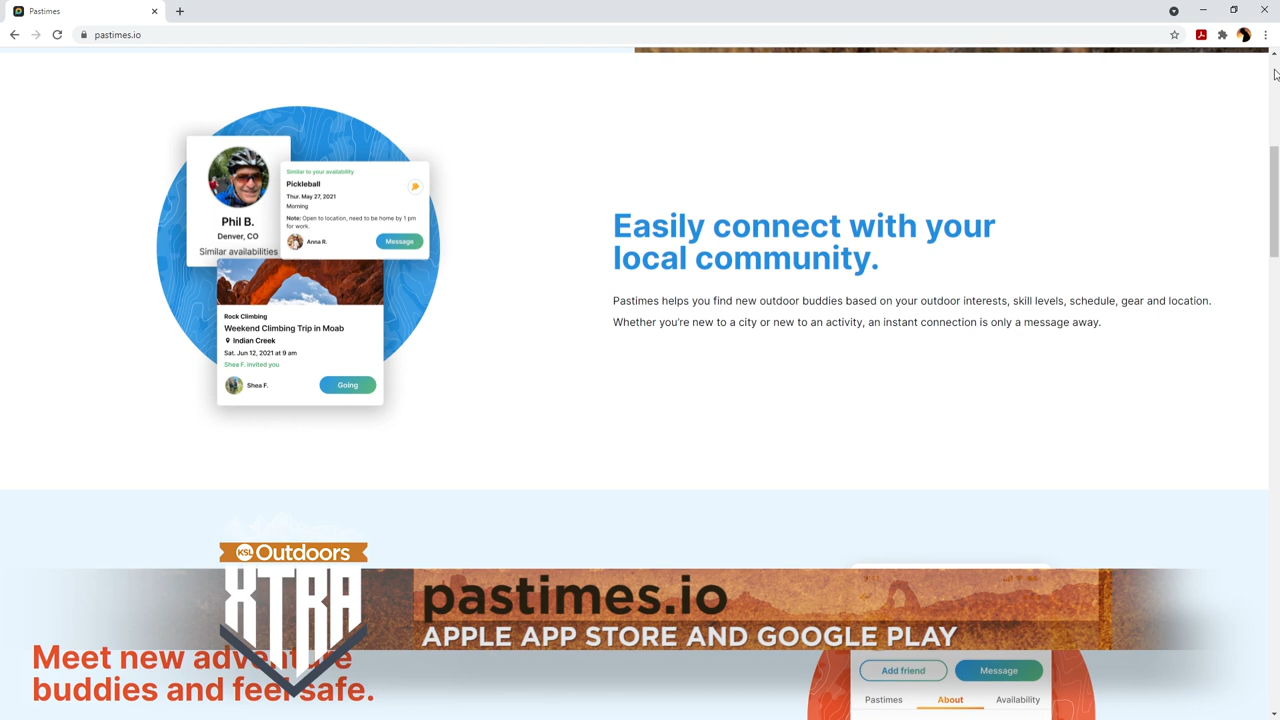 Pastimes
pastimes.io
Phil B.
Denver, CO
Similar availabilities
Similar to your availability
Pickleball
Thur. May 27, 2021
Morning
Note: Open to location, need to be home by 1 pm
for work.
Anna R.
Message
Rock Climbing
Weekend Climbing Trip in Moab
Indian Creek
Sat. Jun 12, 2021 at 9 am
Shea F. invited you
Shea F.
Going
Easily connect with your
local community.
Pastimes helps you find new outdoor buddies based on your outdoor interests, skill levels, schedule, gear and location.
Whether you're new to a city or new to an activity, an instant connection is only a message away.
KSL Outdoors
XTRA
pastimes.io
APPLE APP STORE AND GOOGLE PLAY
Meet new adventure
buddies and feel safe.
Add friend
Message
Pastimes
About
Availability